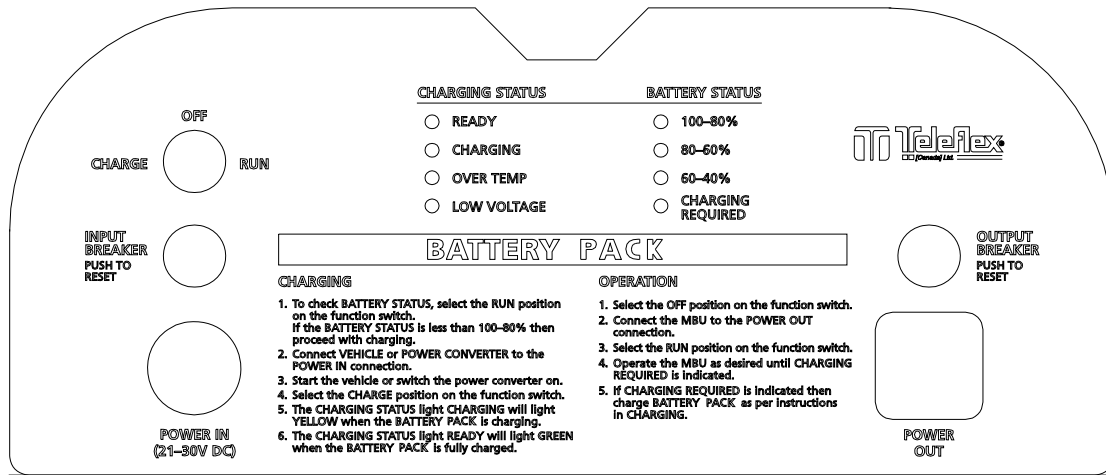 CHARGING STATUS
READY
CHARGING
OVER TEMP
LOW VOLTAGE
BATTERY STATUS
100–80%
80–60%
60–40%
CHARGING
REQUIRED
OFF
CHARGE
RUN
Teleflex
(Canada) Ltd.
INPUT
BREAKER
PUSH TO
RESET
OUTPUT
BREAKER
PUSH TO
RESET
BATTERY PACK
CHARGING
1. To check BATTERY STATUS, select the RUN position
on the function switch.
If the BATTERY STATUS is less than 100–80% then
proceed with charging.
2. Connect VEHICLE or POWER CONVERTER to the
POWER IN connection.
3. Start the vehicle or switch the power converter on.
4. Select the CHARGE position on the function switch.
5. The CHARGING STATUS light CHARGING will light
YELLOW when the BATTERY PACK is charging.
6. The CHARGING STATUS light READY will light GREEN
when the BATTERY PACK is fully charged.
OPERATION
1. Select the OFF position on the function switch.
2. Connect the MBU to the POWER OUT
connection.
3. Select the RUN position on the function switch.
4. Operate the MBU as desired until CHARGING
REQUIRED is indicated.
5. If CHARGING REQUIRED is indicated then
charge BATTERY PACK as per instructions
in CHARGING.
POWER IN
(21–30V DC)
POWER
OUT